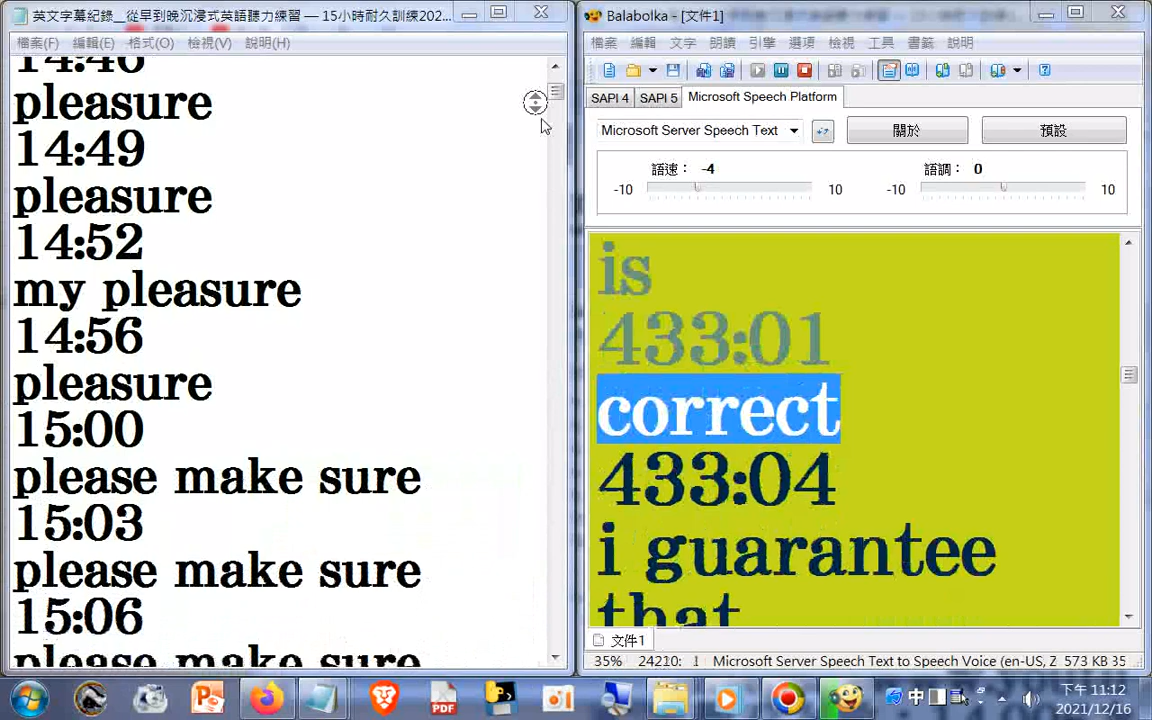 英文字幕紀錄__從早到晚沉浸式英語聽力練習 — 15小時耐久訓練202...
檔案(F) 編輯(E) 格式(O) 檢視(V) 說明(H)
14:46
pleasure
14:49
pleasure
14:52
my pleasure
14:56
pleasure
15:00
please make sure
15:03
please make sure
15:06
please make sure
Balabolka - [文件1]
檔案 編輯 文字 朗讀 引擎 選項 檢視 工具 書籤 說明
SAPI 4 SAPI 5 Microsoft Speech Platform
Microsoft Server Speech Text 關於 預設
語速： -4 語調： 0
-10 10 -10 10
is
433:01
correct
433:04
i guarantee
that
文件1
35% 24210: 1 Microsoft Server Speech Text to Speech Voice (en-US, Z 573 KB 35
PDF 中 下午 11:12
2021/12/16